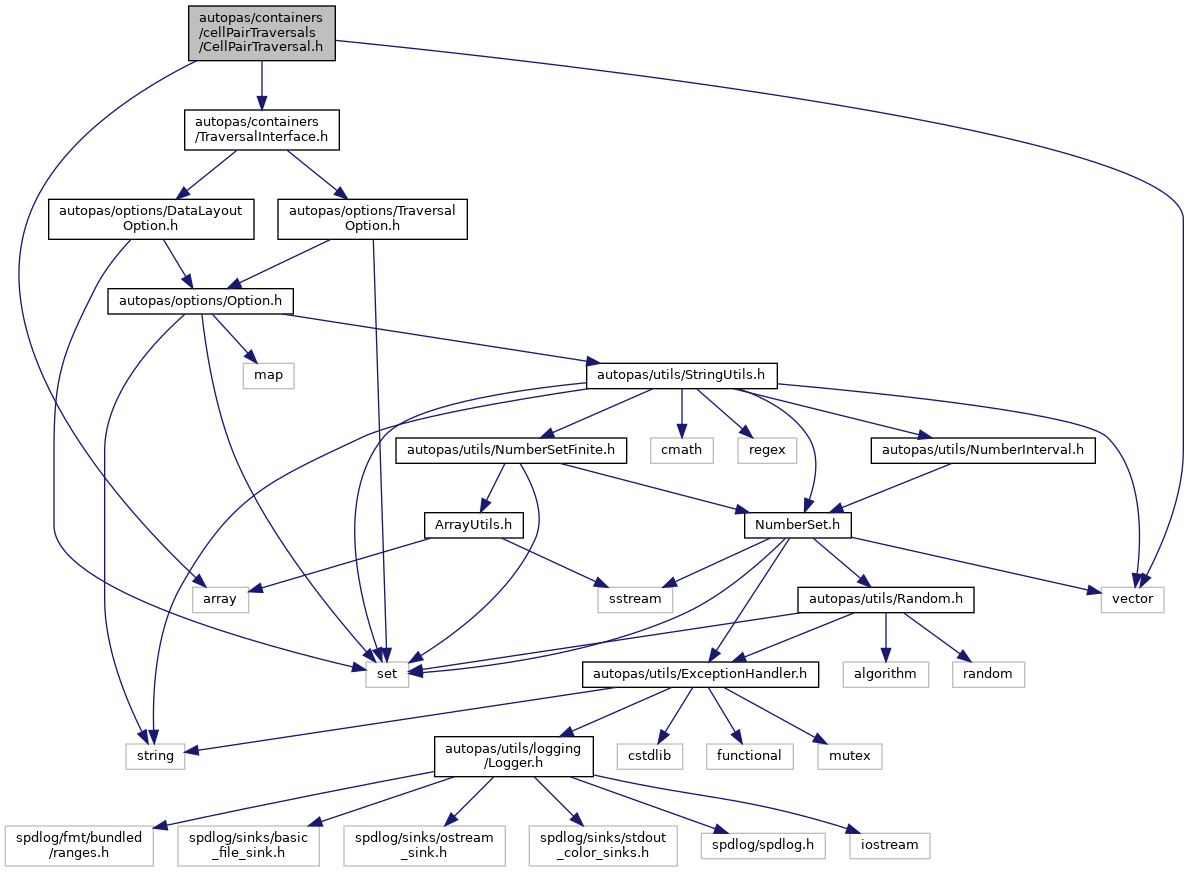 autopas/containers
/cellPairTraversals
/CellPairTraversal.h
autopas/containers
/TraversalInterface.h
autopas/options/DataLayout
Option.h
autopas/options/Traversal
Option.h
autopas/options/Option.h
map
autopas/utils/StringUtils.h
autopas/utils/NumberSetFinite.h
cmath
regex
autopas/utils/NumberInterval.h
ArrayUtils.h
NumberSet.h
array
sstream
autopas/utils/Random.h
vector
set
autopas/utils/ExceptionHandler.h
algorithm
random
string
autopas/utils/logging
/Logger.h
cstdlib
functional
mutex
spdlog/fmt/bundled
/ranges.h
spdlog/sinks/basic
_file_sink.h
spdlog/sinks/ostream
_sink.h
spdlog/sinks/stdout
_color_sinks.h
spdlog/spdlog.h
iostream